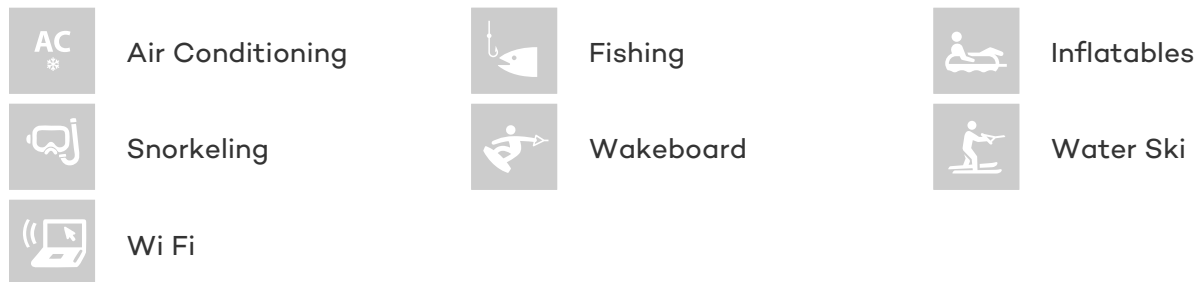 AC
Air Conditioning
Fishing
Inflatables
Snorkeling
Wakeboard
Water Ski
Wi Fi